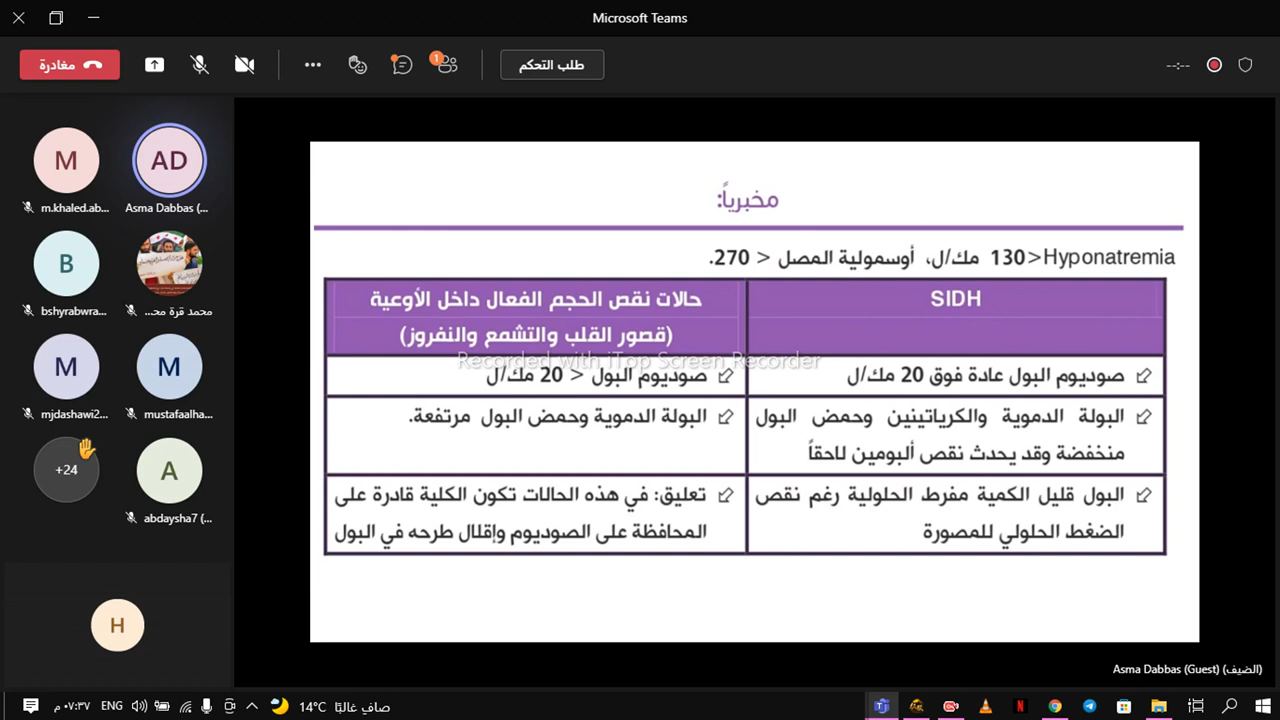 Microsoft Teams
مغادرة
طلب التحكم
--:--
1
M
AD
m.khaled.ab...
Asma Dabbas (...
B
bshyrabwra...
محمد قرة مح...
M
M
mjdashawi2...
mustafaalha...
+24
A
abdaysha7 (...
H
مخبرياً:
Hyponatremia<130 مك/ل، أوسمولية المصل < 270.
SIDH
حالات نقص الحجم الفعال داخل الأوعية
(قصور القلب والتشمع والنفروز)
Recorded with iTop Screen Recorder
صوديوم البول عادة فوق 20 مك/ل
صوديوم البول < 20 مك/ل
البولة الدموية والكرياتينين وحمض البول
منخفضة وقد يحدث نقص ألبومين لاحقاً
البولة الدموية وحمض البول مرتفعة.
البول قليل الكمية مفرط الحلولية رغم نقص
الضغط الحلولي للمصورة
تعليق: في هذه الحالات تكون الكلية قادرة على
المحافظة على الصوديوم وإقلال طرحه في البول
Asma Dabbas (Guest) (الضيف)
٠٧:٣٧ م
ENG
14°C صافي غالبًا